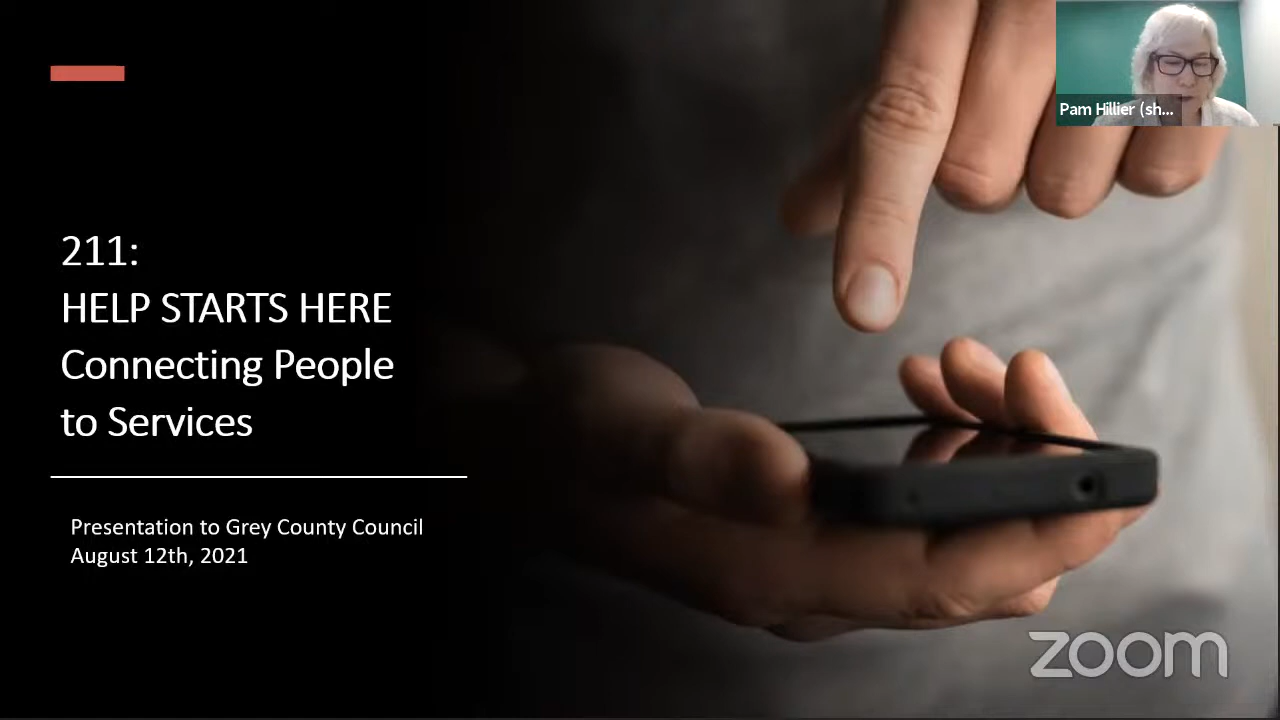 Pam Hillier (sh...
211:
HELP STARTS HERE
Connecting People
to Services
Presentation to Grey County Council
August 12th, 2021
zoom